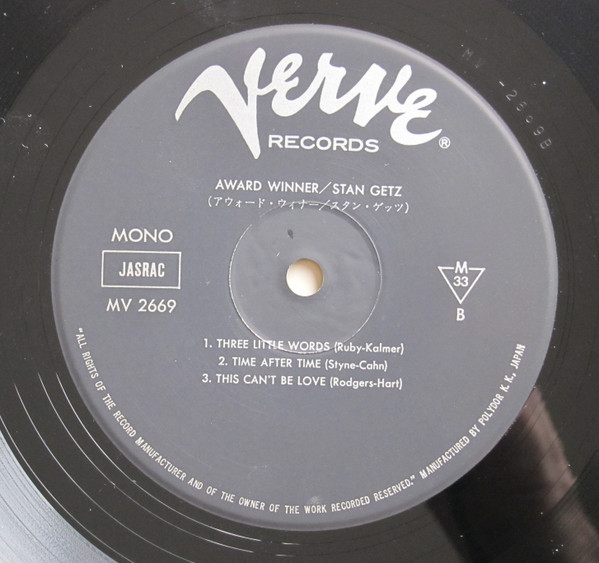 Verve
RECORDS ®
AWARD WINNER/STAN GETZ
(アウォード・ウィナー/スタン・ゲッツ)
MONO
JASRAC
MV 2669
M
33
B
1. THREE LITTLE WORDS (Ruby-Kalmer)
2. TIME AFTER TIME (Styne-Cahn)
3. THIS CAN'T BE LOVE (Rodgers-Hart)
"ALL RIGHTS OF THE RECORD MANUFACTURER AND OF THE OWNER OF THE WORK RECORDED RESERVED." MANUFACTURED BY POLYDOR K. K., JAPAN